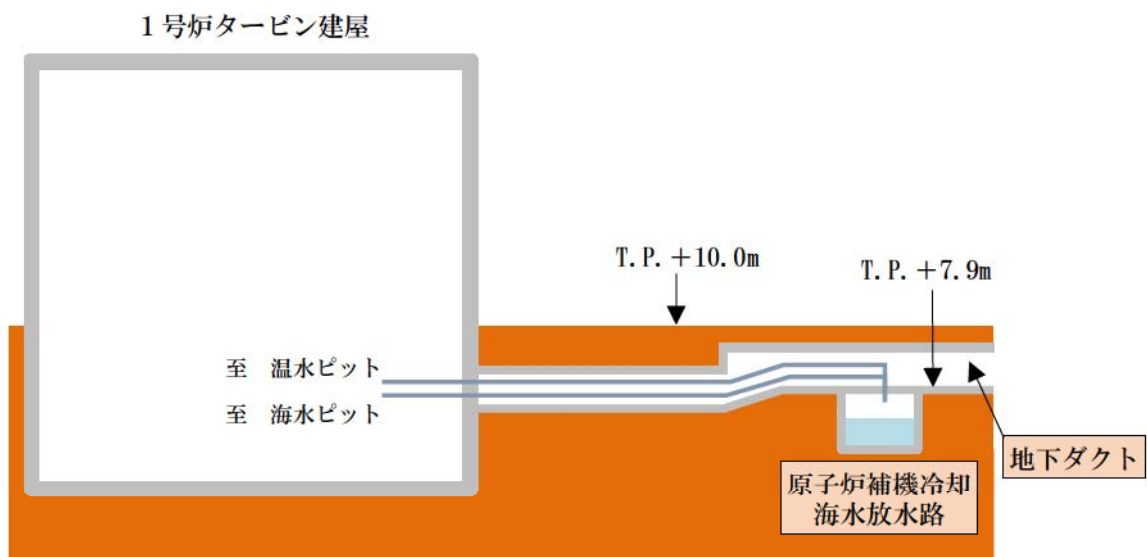 1号炉タービン建屋
T.P.+10.0m
T.P.+7.9m
至 温水ピット
至 海水ピット
地下ダクト
原子炉補機冷却
海水放水路